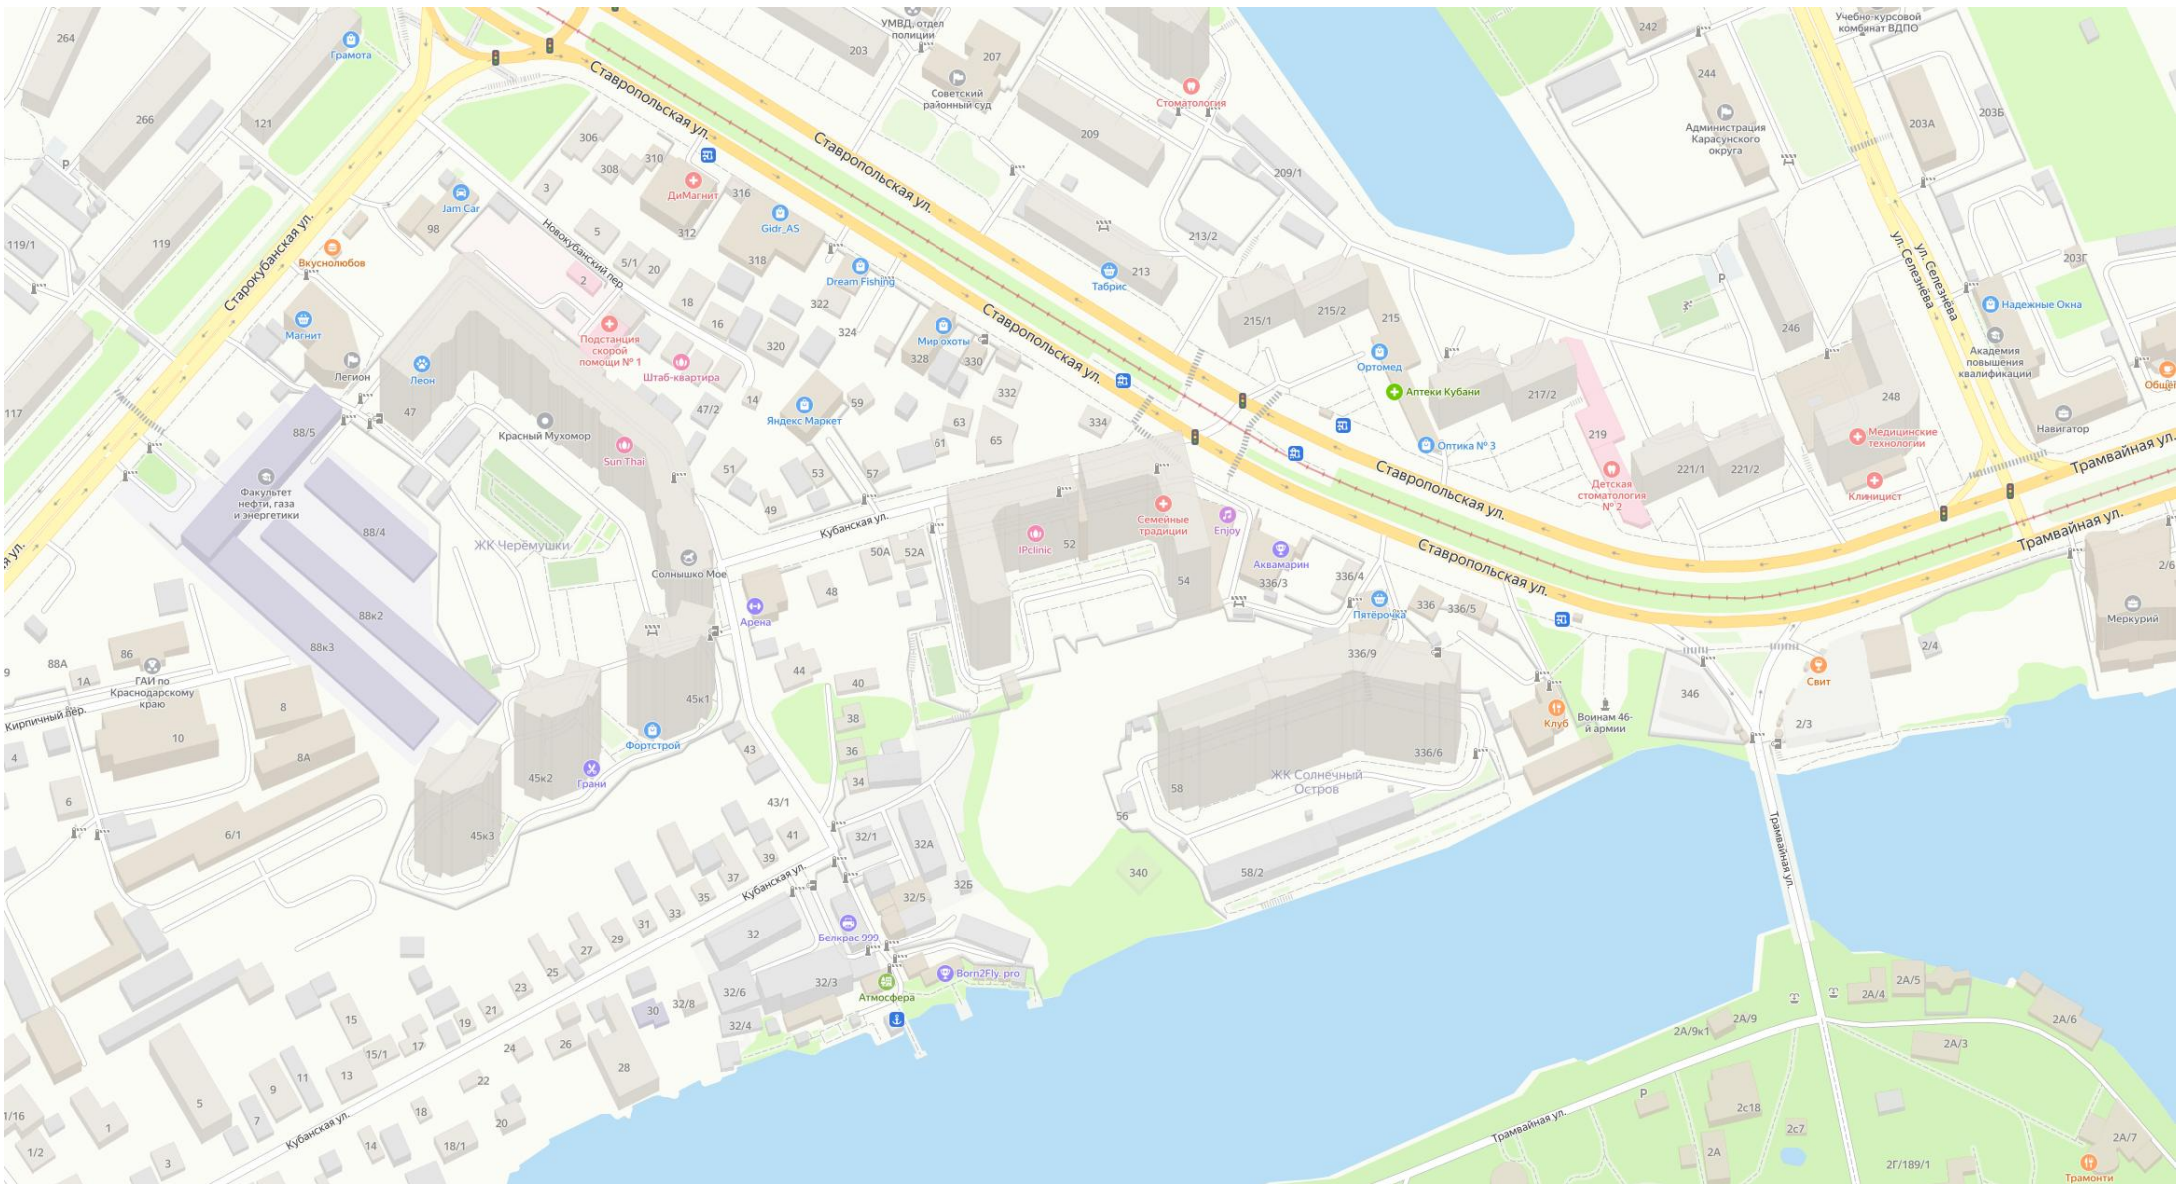 264
Грамота
266
121
119/1
119
117
Старокубанская ул.
Вкуснолюбов
Jam Car
98
Магнит
Легион
Леон
47
Ставропольская ул.
203
УМВД, отдел
полиции
207
Советский
районный суд
209
209/1
Стоматология
306
308
310
3
ДиМагнит
316
312
Gidr_AS
318
5
5/1
20
Новокубанский пер.
2
18
16
14
Подстанция
скорой
помощи № 1
Штаб-квартира
47/2
320
322
324
Dream Fishing
Мир охоты
328
330
332
334
Яндекс Маркет
59
63
61
65
57
53
51
49
Ставропольская ул.
Ставропольская ул.
213/2
213
Табрис
215/1
215/2
215
Ортомед
Аптеки Кубани
Оптика № 3
217/2
219
Детская
стоматология
№ 2
221/1
221/2
242
244
Администрация
Карасунского
округа
Учебно-курсовой
комбинат ВДПО
203А
203Б
203Г
ул. Селезнёва
ул. Селезнёва
P
246
248
Медицинские
технологии
Клиницист
Надежные Окна
Академия
повышения
квалификации
Навигатор
Трамвайная ул.
Трамвайная ул.
2/6
Меркурий
2/4
Свит
2/3
346
Воинам 46-
й армии
Клуб
Ставропольская ул.
Ставропольская ул.
P
88/5
Факультет
нефти, газа
и энергетики
88/4
88к2
88к3
88А
1А
86
ГАИ по
Краснодарскому
краю
Кирпичный пер.
10
8
8А
4
6
6/1
Красный Мухомор
Sun Thai
ЖК Черёмушки
Солнышко Мое
45к1
Фортстрой
45к2
Грани
45к3
Арена
48
50А
52А
Кубанская ул.
IPclinic
52
Семейные
традиции
54
Enjoy
Аквамарин
336/3
336/4
Пятёрочка
336
336/5
336/9
336/6
58
ЖК Солнечный
Остров
56
340
58/2
44
40
38
36
34
43
43/1
41
39
37
35
33
31
29
27
25
23
21
19
17
15
15/1
13
11
9
7
5
3
1
1/16
1/2
Кубанская ул.
Кубанская ул.
32/1
32А
32Б
32/5
32
Белкрас 999
32/3
32/6
32/8
32/4
30
28
26
24
22
20
18
18/1
14
Атмосфера
Born2Fly.pro
Трамвайная ул.
Трамвайная ул.
2А/9к1
2А/9
2А/4
2А/5
2А/6
2А/3
2с18
2с7
2А
2А/7
2Г/189/1
Трамонти
P